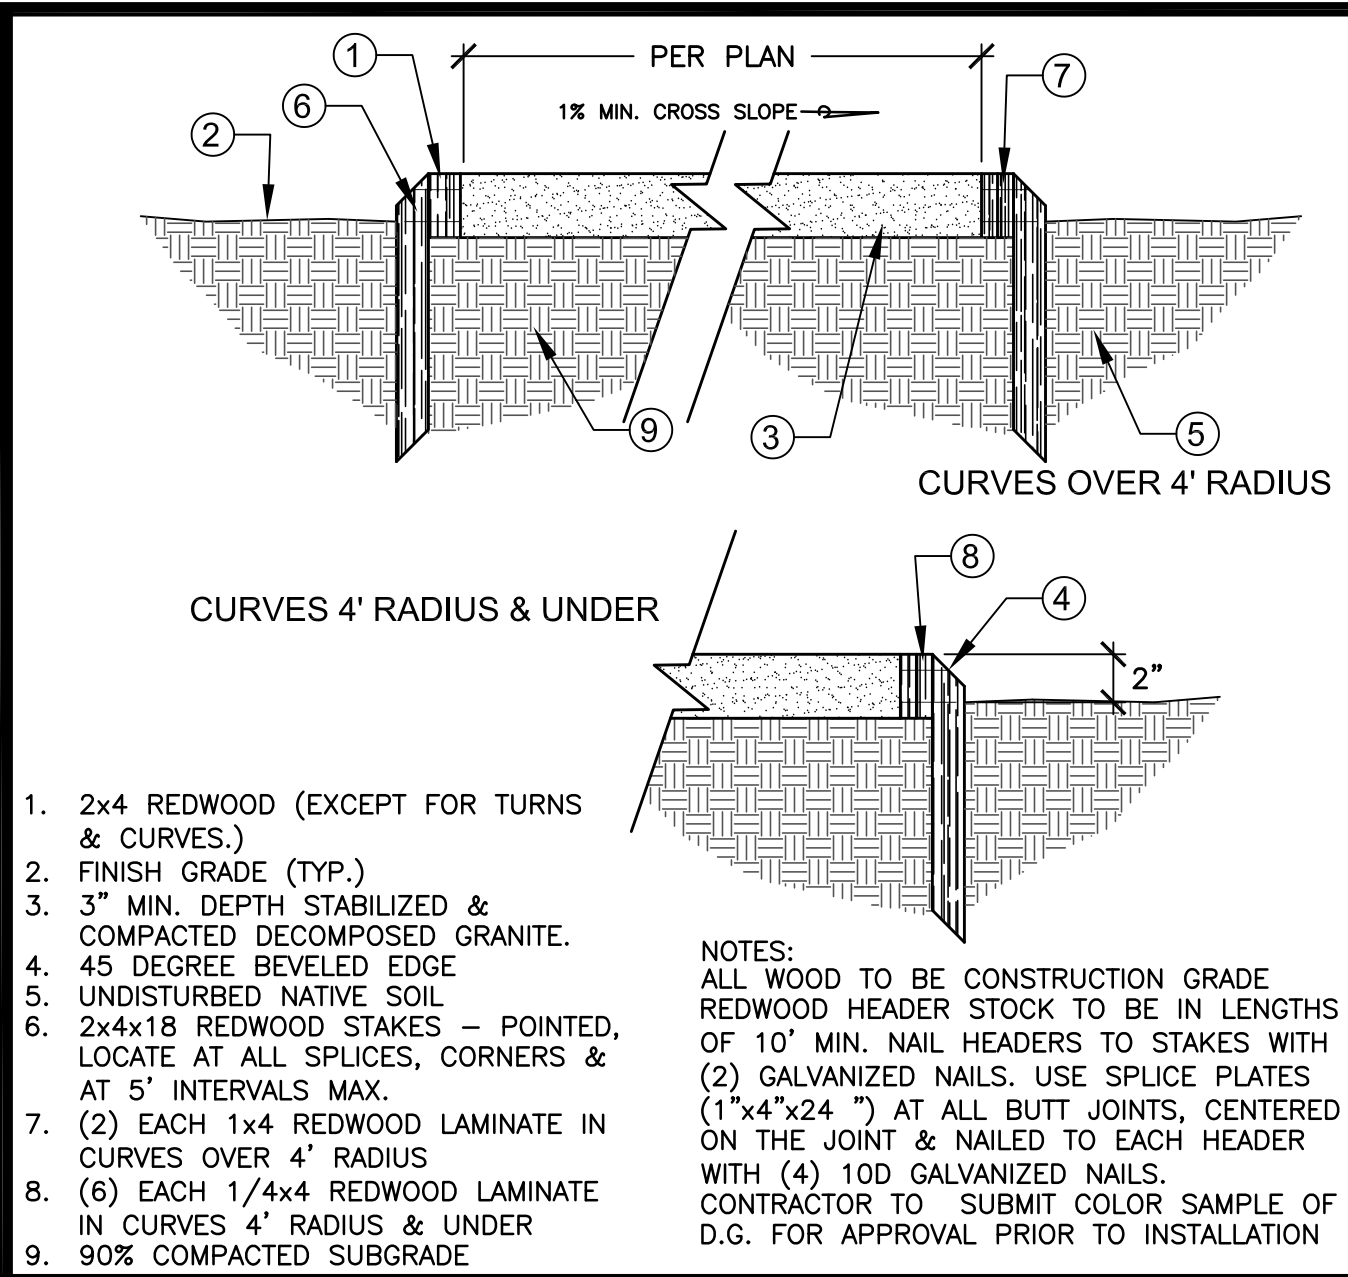 1
PER PLAN
7
6
1% MIN. CROSS SLOPE
2
9
3
5
CURVES OVER 4' RADIUS
8
CURVES 4' RADIUS & UNDER
4
2"
1. 2x4 REDWOOD (EXCEPT FOR TURNS
& CURVES.)
2. FINISH GRADE (TYP.)
3. 3" MIN. DEPTH STABILIZED &
COMPACTED DECOMPOSED GRANITE.
4. 45 DEGREE BEVELED EDGE
5. UNDISTURBED NATIVE SOIL
6. 2x4x18 REDWOOD STAKES – POINTED,
LOCATE AT ALL SPLICES, CORNERS &
AT 5' INTERVALS MAX.
7. (2) EACH 1x4 REDWOOD LAMINATE IN
CURVES OVER 4' RADIUS
8. (6) EACH 1/4x4 REDWOOD LAMINATE
IN CURVES 4' RADIUS & UNDER
9. 90% COMPACTED SUBGRADE
NOTES:
ALL WOOD TO BE CONSTRUCTION GRADE
REDWOOD HEADER STOCK TO BE IN LENGTHS
OF 10' MIN. NAIL HEADERS TO STAKES WITH
(2) GALVANIZED NAILS. USE SPLICE PLATES
(1"x4"x24 ") AT ALL BUTT JOINTS, CENTERED
ON THE JOINT & NAILED TO EACH HEADER
WITH (4) 10D GALVANIZED NAILS.
CONTRACTOR TO SUBMIT COLOR SAMPLE OF
D.G. FOR APPROVAL PRIOR TO INSTALLATION